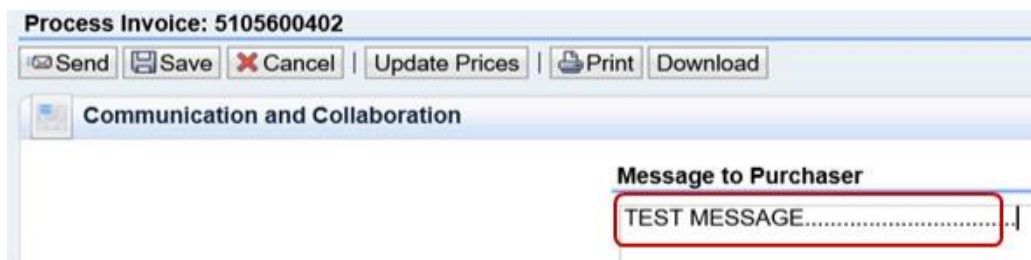 Process Invoice: 5105600402
Send Save Cancel | Update Prices | Print Download
Communication and Collaboration
Message to Purchaser
TEST MESSAGE..................................